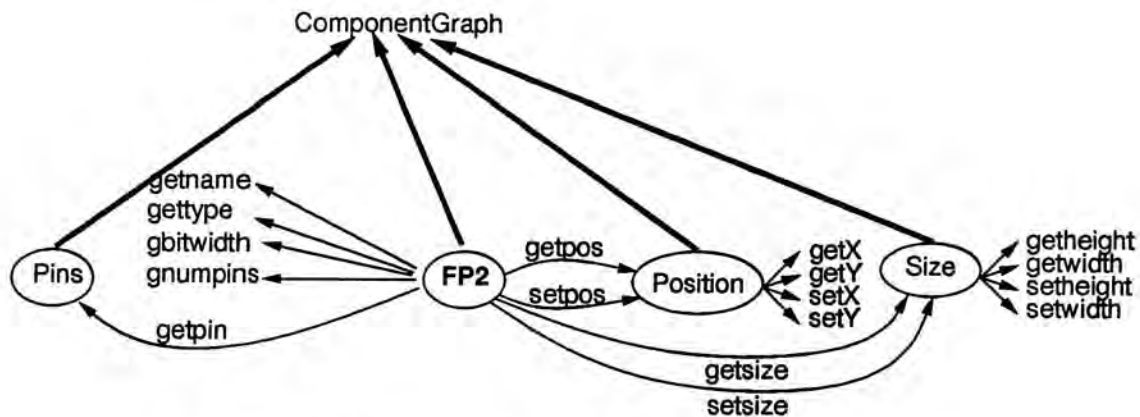 ComponentGraph
getname
gettype
gbitwidth
gnumpins
Pins
getpin
FP2
getpos
setpos
Position
getX
getY
setX
setY
Size
getheight
getwidth
setheight
setwidth
getsize
setsize